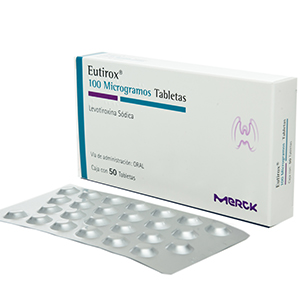 Eutirox®
100 Microgramos Tabletas
Levotiroxina Sódica
Vía de administración: ORAL
Caja con 50 Tabletas
MERCK